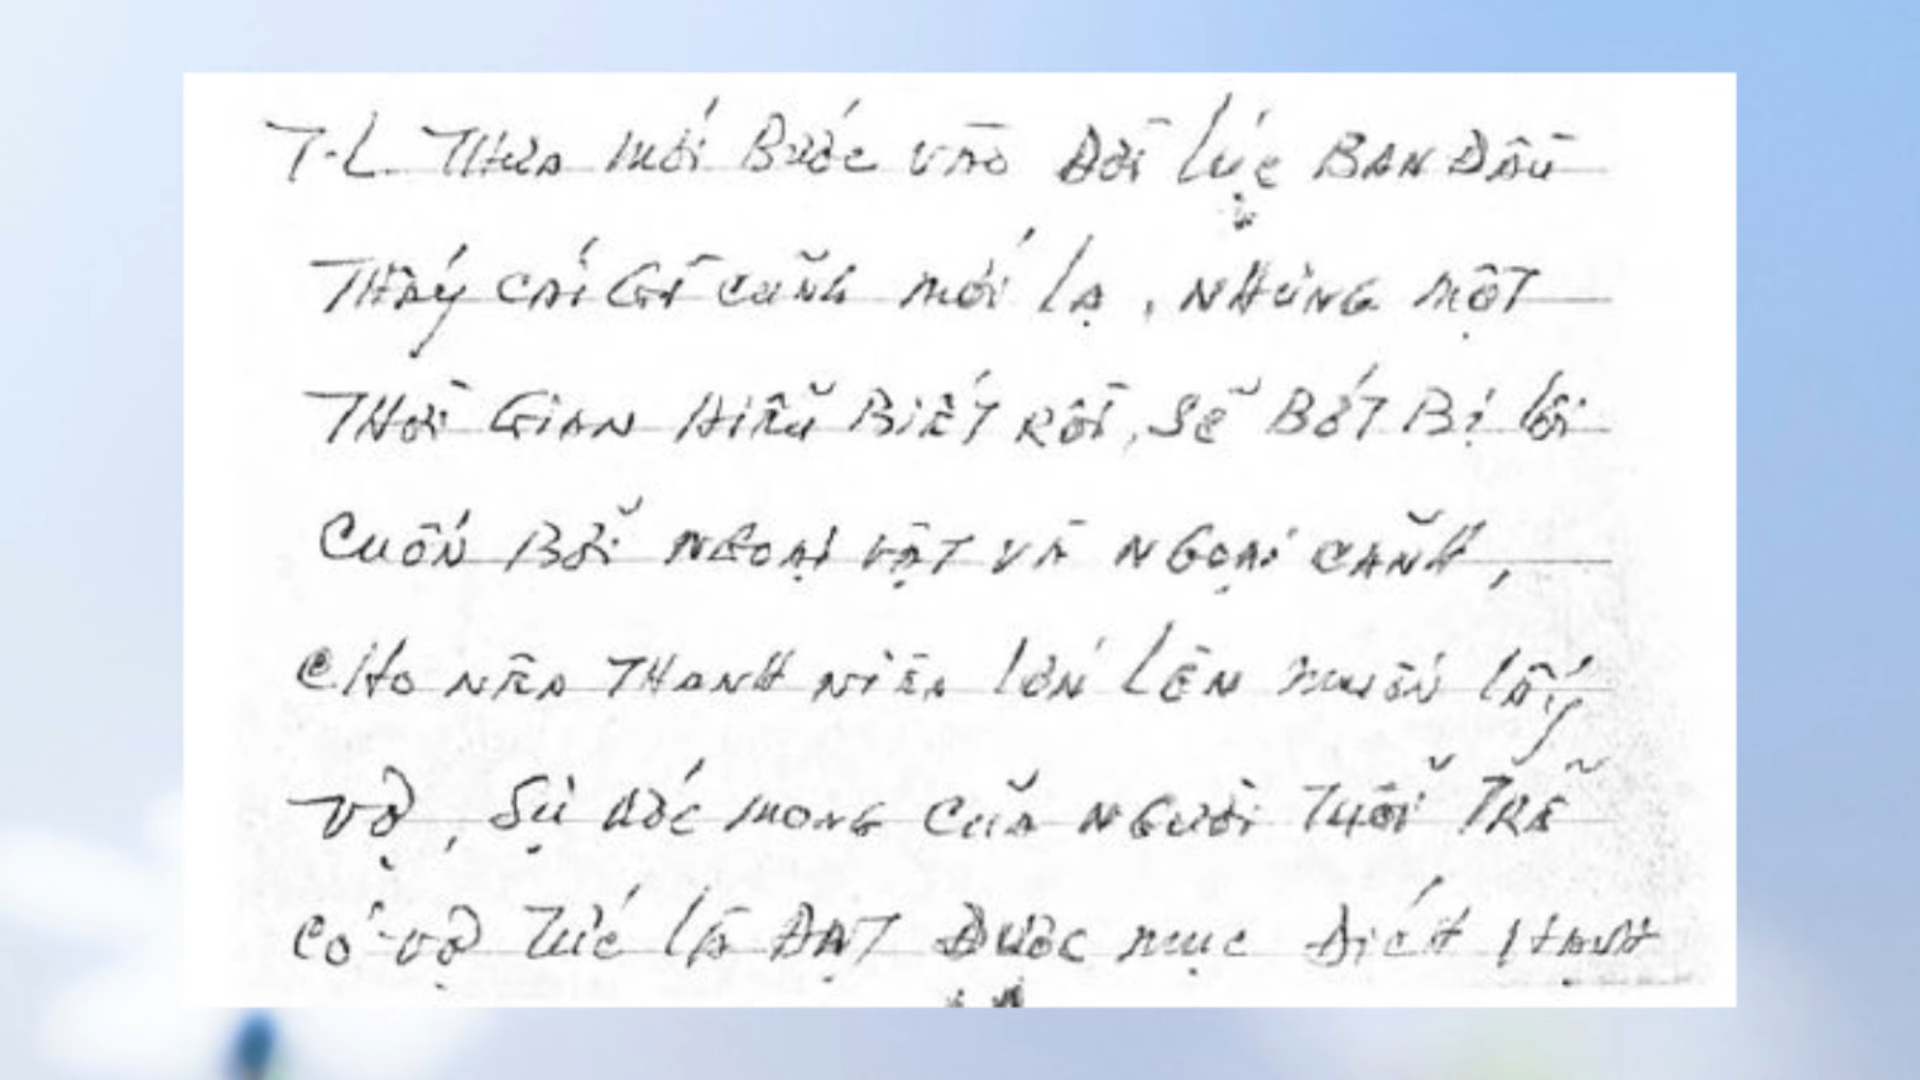 T.L. Thưa mới Bước vào Đời lúc BAN Đầu
Thấy cái Gì cũng mới lạ, NHƯNG MỘT
THỜI GiAN Hiểu BiẾT RỒi, Sẽ BỚT Bị lôi
Cuốn Bởi NGOẠi VẬT VÀ NGOẠi CẢNH,
CHo NÊN THANH NiÊN lớn LÊN muốn lấy
vợ, Sự ước mong Của NGười Tuổi TRẺ
có vợ Tức là ĐẠT Được mục Đích HẠNH